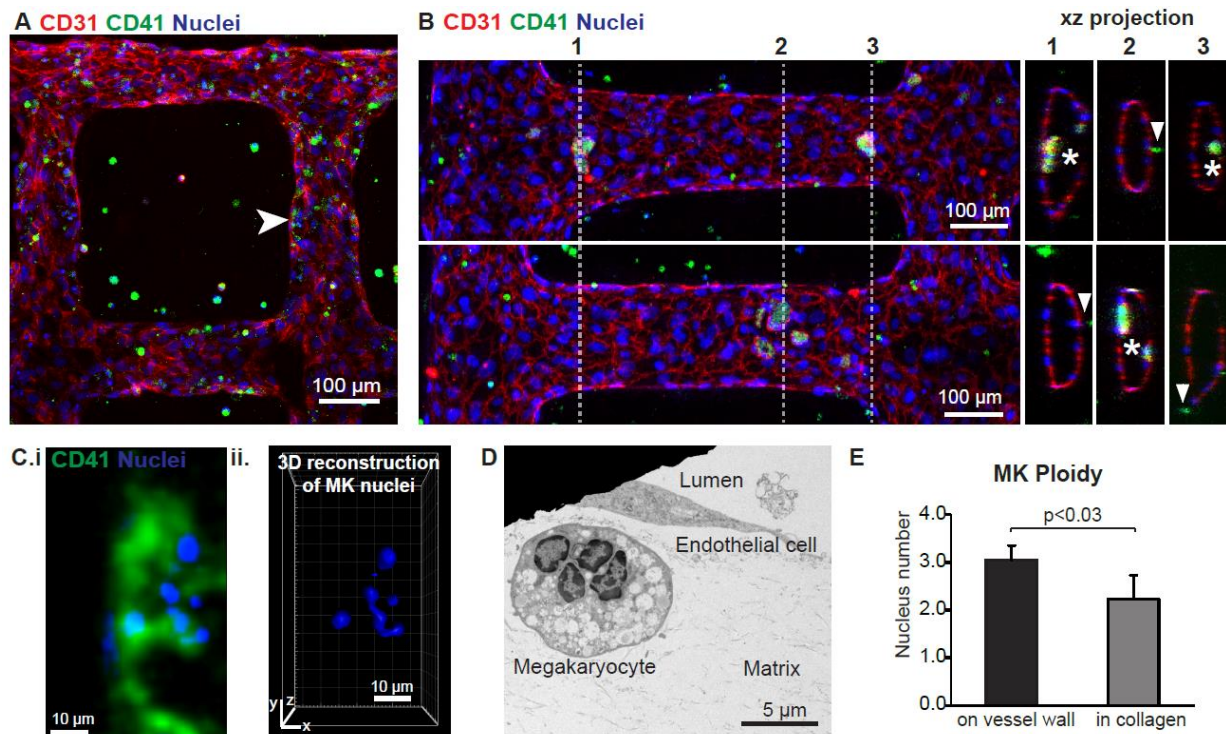 A CD31 CD41 Nuclei
100 µm
B CD31 CD41 Nuclei
1 2 3
100 µm
100 µm
xz projection
1 2 3
*
*
*
C.i
CD41 Nuclei
10 µm
ii.
3D reconstruction
of MK nuclei
10 µm
y z
x
D
Lumen
Endothelial cell
Megakaryocyte
Matrix
5 µm
E
MK Ploidy
p<0.03
Nucleus number
4.0
3.0
2.0
1.0
0.0
on vessel wall in collagen